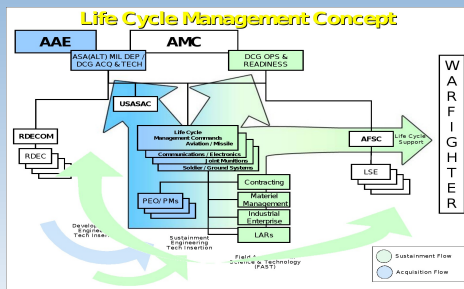 Life Cycle Management Concept
AAE
AMC
ASA(ALT) MIL DEP /
DCG ACQ & TECH
DCG OPS &
READINESS
USASAC
RDECOM
RDEC
Life Cycle
Management Commands
Aviation / Missile
Communications / Electronics
Joint Munitions
Soldier / Ground Systems
AFSC
Life Cycle
Support
LSE
PEO/ PMs
Contracting
Materiel
Management
Industrial
Enterprise
LARs
Sustainment
Engineering
Tech Insertion
Science & Technology
(FAST)
WARFIGHTER
Sustainment Flow
Acquisition Flow